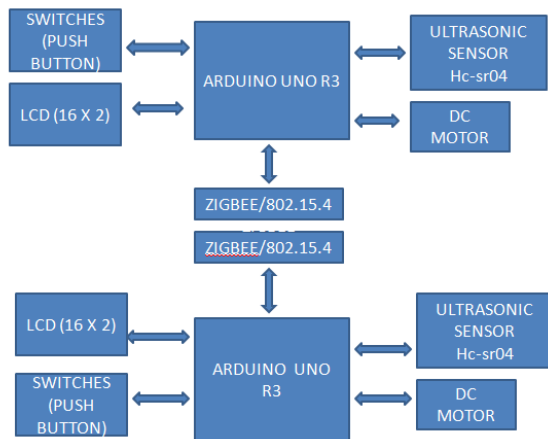 SWITCHES
(PUSH
BUTTON)
LCD (16 X 2)
ARDUINO UNO R3
ULTRASONIC
SENSOR
Hc-sr04
DC
MOTOR
ZIGBEE/802.15.4
ZIGBEE/802.15.4
LCD (16 X 2)
SWITCHES
(PUSH
BUTTON)
ARDUINO UNO
R3
ULTRASONIC
SENSOR
Hc-sr04
DC
MOTOR